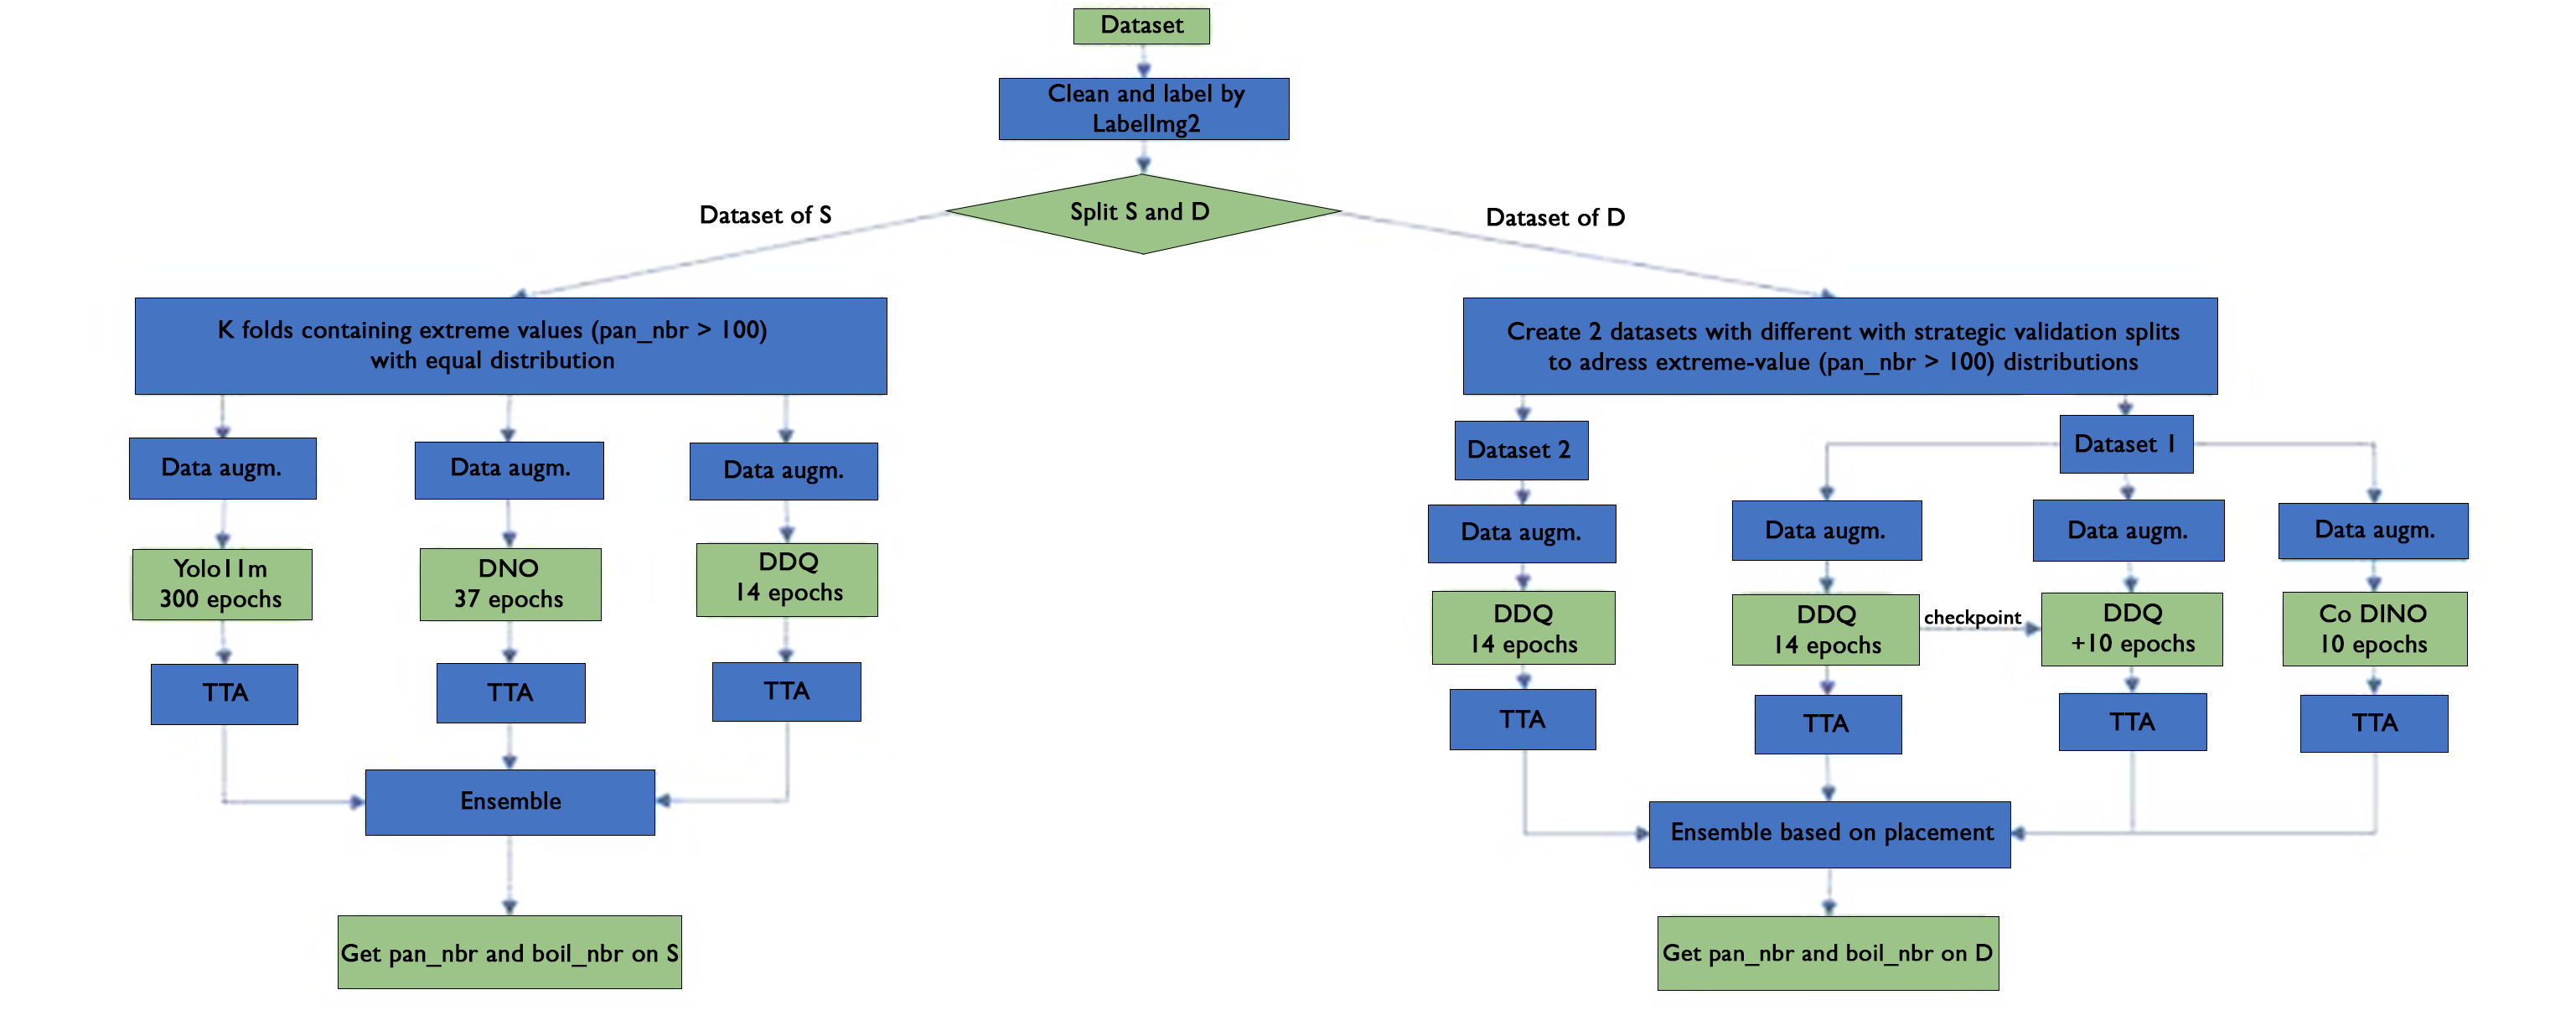 Dataset
Clean and label by
LabelImg2
Split S and D
Dataset of S
Dataset of D
K folds containing extreme values (pan_nbr > 100)
with equal distribution
Data augm.
Data augm.
Data augm.
Yolo11m
300 epochs
DNO
37 epochs
DDQ
14 epochs
TTA
TTA
TTA
Ensemble
Get pan_nbr and boil_nbr on S
Create 2 datasets with different with strategic validation splits
to adress extreme-value (pan_nbr > 100) distributions
Dataset 2
Dataset 1
Data augm.
Data augm.
Data augm.
Data augm.
DDQ
14 epochs
DDQ
14 epochs
checkpoint
DDQ
+10 epochs
Co DINO
10 epochs
TTA
TTA
TTA
TTA
Ensemble based on placement
Get pan_nbr and boil_nbr on D